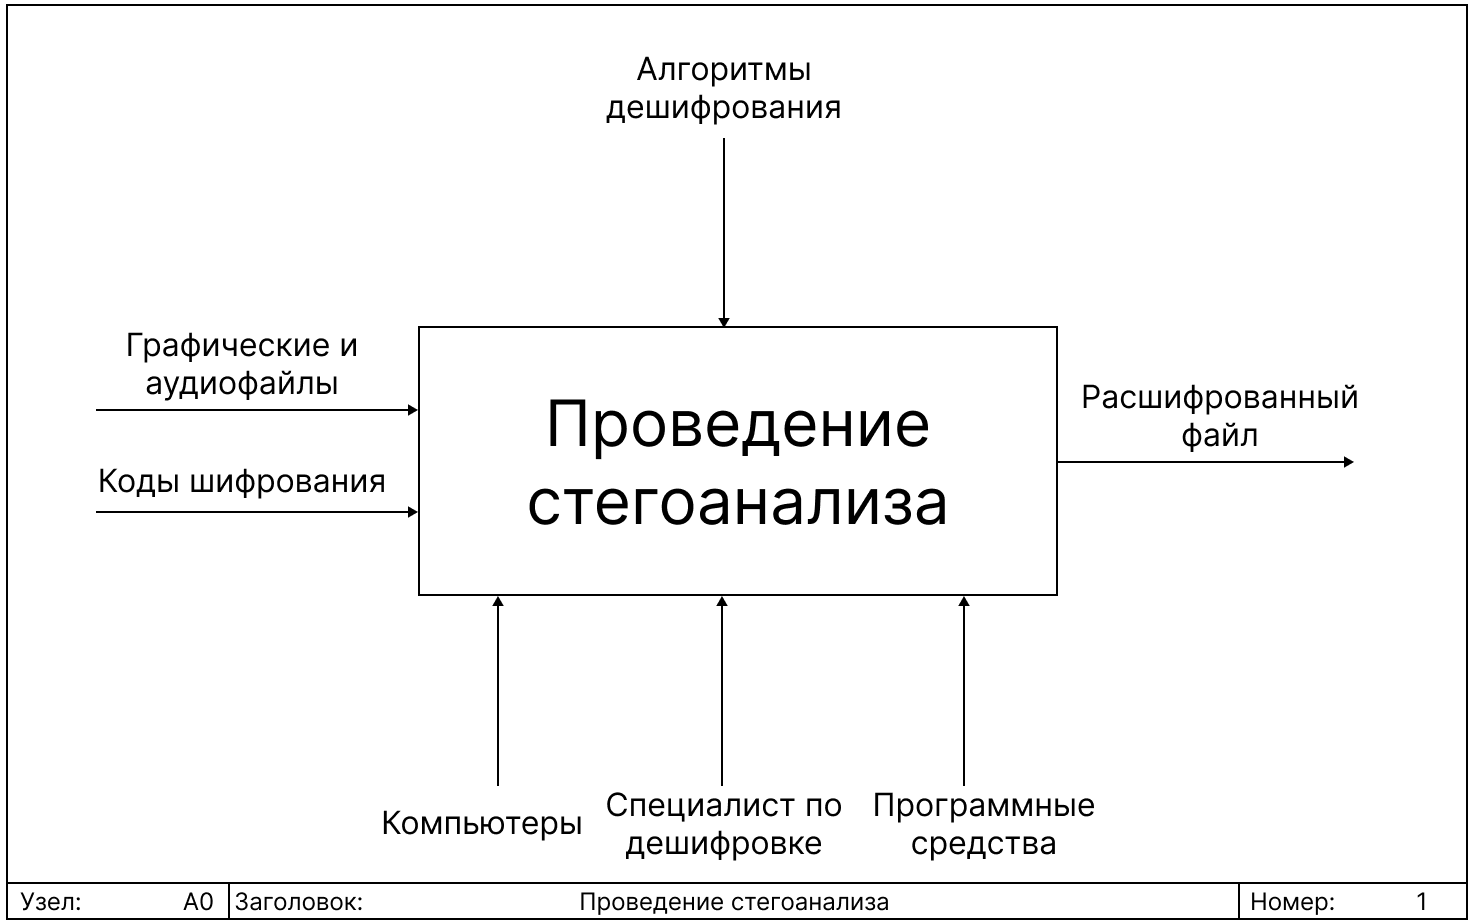 Алгоритмы
дешифрования
Графические и
аудиофайлы
Коды шифрования
Проведение
стегоанализа
Расшифрованный
файл
Компьютеры
Специалист по
дешифровке
Программные
средства
Узел: A0 Заголовок: Проведение стегоанализа Номер: 1